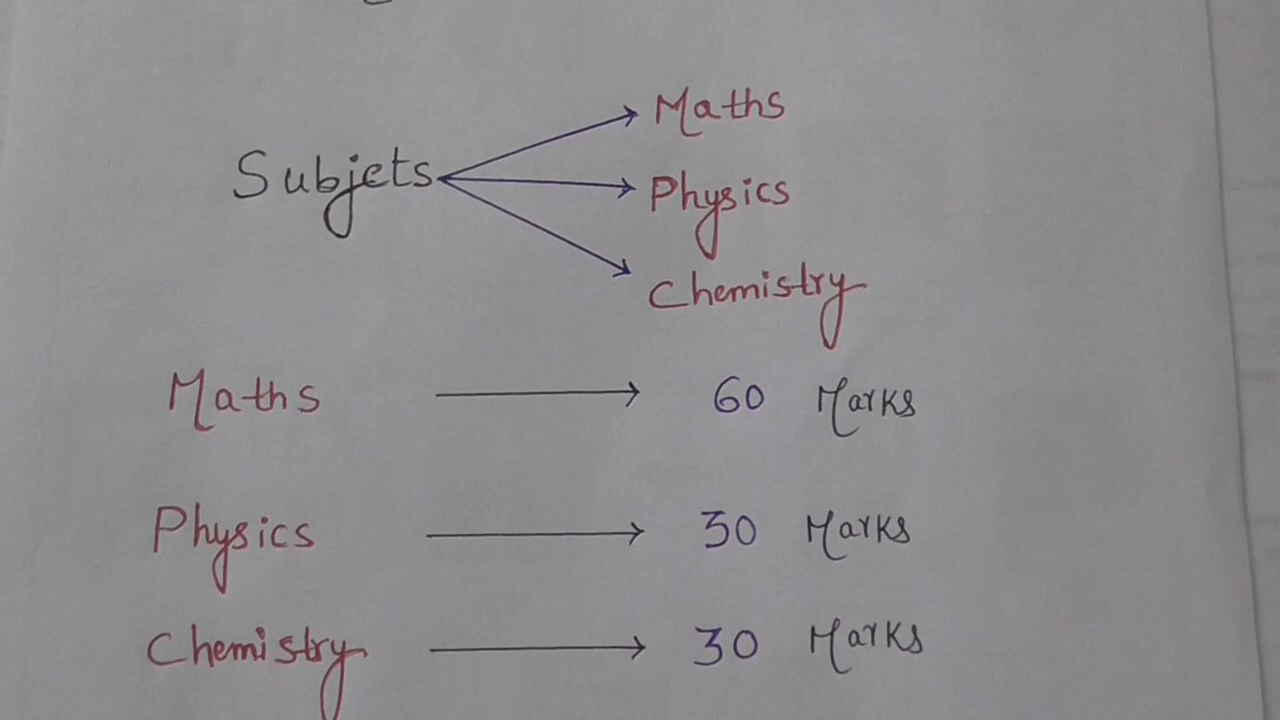 Maths
Subjets Physics
Chemistry
Maths 60 Marks
Physics 30 Marks
Chemistry 30 Marks